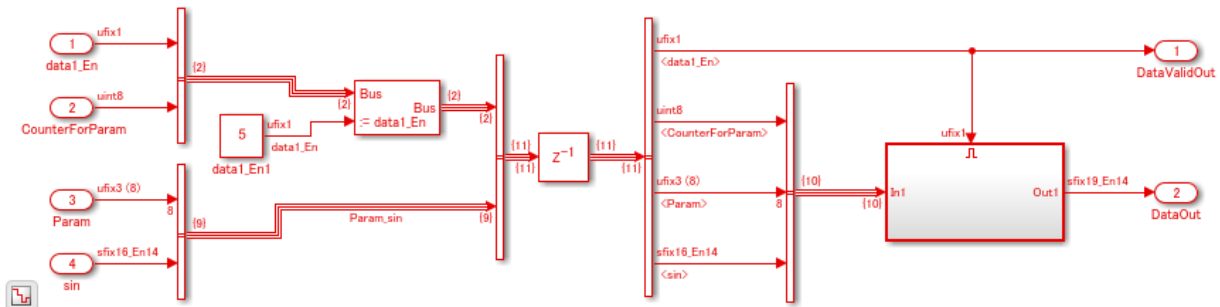 1
ufix1
data1_En
2
uint8
CounterForParam
{2}
5
ufix1
data1_En
data1_En1
Bus
{2}
:= data1_En
Bus
{2}
{2}
3
ufix3 (8)
8
Param
4
sfix16_En14
sin
{9}
Param_sin
{9}
{11}
{11}
Z-1
{11}
{11}
ufix1
<data1_En>
uint8
<CounterForParam>
ufix3 (8)
<Param>
8
sfix16_En14
<sin>
{10}
{10}
ufix1
In1
Out1
sfix19_En14
1
DataValidOut
2
DataOut